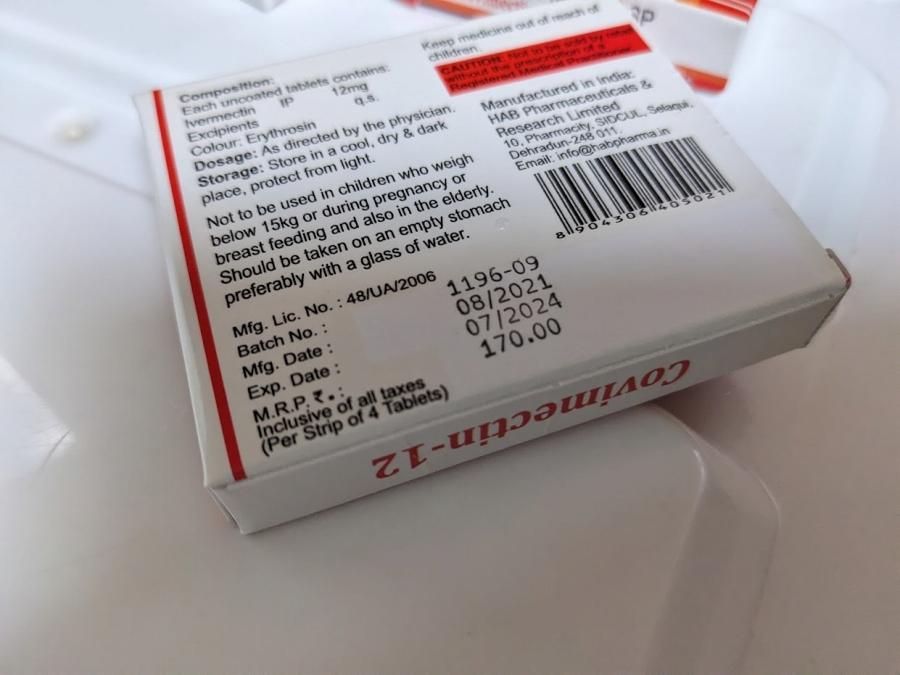 Composition:
Each uncoated tablets contains:
Ivermectin IP 12mg
Excipients q.s.
Colour: Erythrosin
Dosage: As directed by the physician.
Storage: Store in a cool, dry & dark
place, protect from light.
Not to be used in children who weigh
below 15kg or during pregnancy or
breast feeding and also in the elderly.
Should be taken on an empty stomach
preferably with a glass of water.
Mfg. Lic. No. : 48/UA/2006
Batch No. : 1196-09
Mfg. Date : 08/2021
Exp. Date : 07/2024
M.R.P. ₹. : 170.00
Inclusive of all taxes
(Per Strip of 4 Tablets)
Keep medicine out of reach of
children.
CAUTION: Not to be sold by retail
without the prescription of a
Registered Medical Practitioner.
Manufactured in India:
HAB Pharmaceuticals &
Research Limited
10, Pharmacity, SIDCUL, Selaqui,
Dehradun-248 011.
Email: info@habpharma.in
8 904306 405021
Covimectin-12